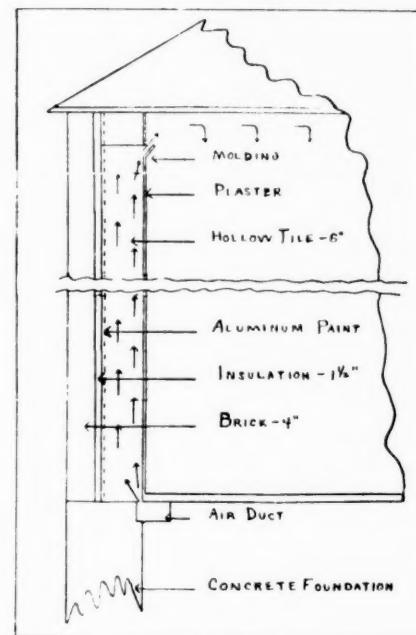 MOLDING
PLASTER
HOLLOW TILE-6"
ALUMINUM PAINT
INSULATION-1½"
BRICK-4"
AIR DUCT
CONCRETE FOUNDATION